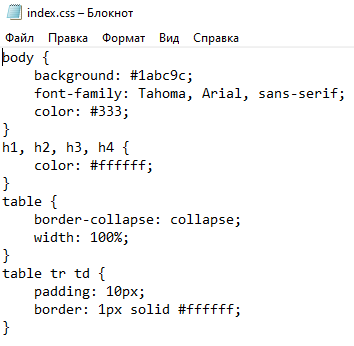 index.css – Блокнот
Файл Правка Формат Вид Справка
body {
    background: #1abc9c;
    font-family: Tahoma, Arial, sans-serif;
    color: #333;
}
h1, h2, h3, h4 {
    color: #ffffff;
}
table {
    border-collapse: collapse;
    width: 100%;
}
table tr td {
    padding: 10px;
    border: 1px solid #ffffff;
}